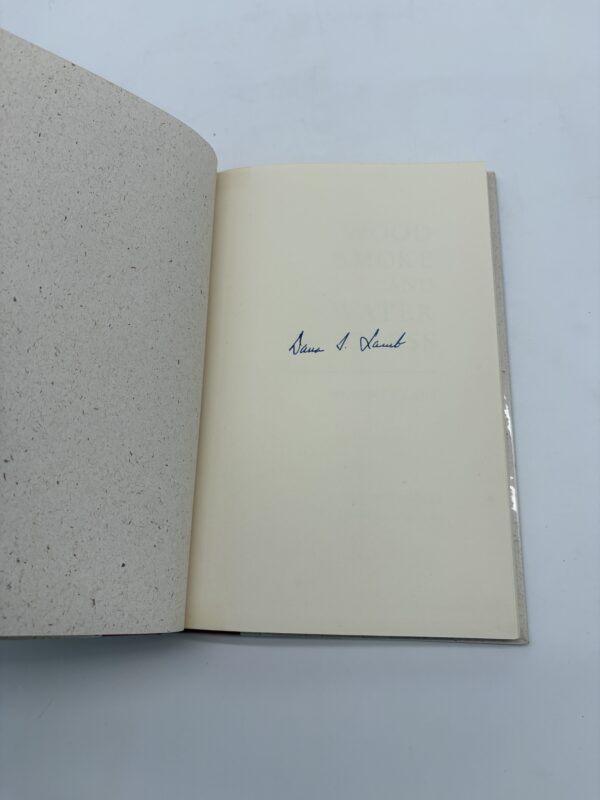 WOOD
SMOKE
AND
WATER
Dana S. Lamb